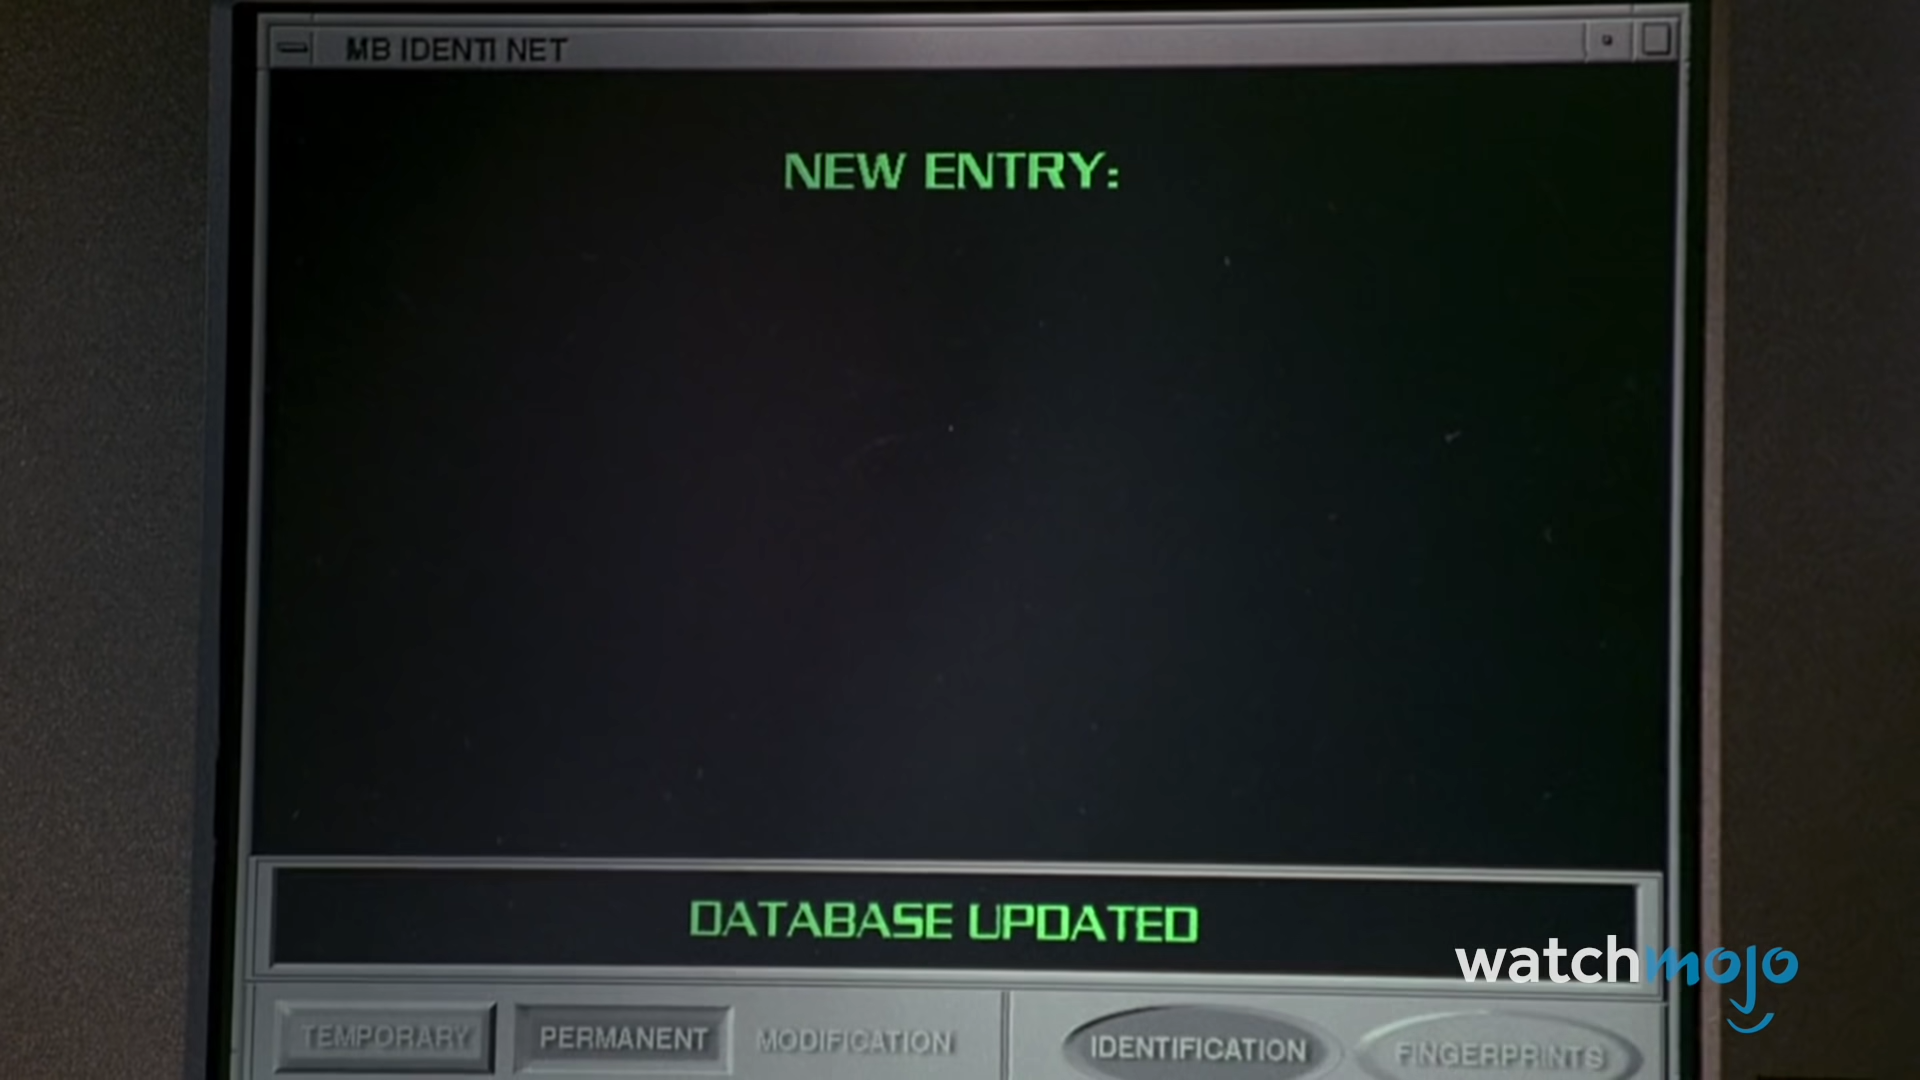 MB IDENTI NET
NEW ENTRY:
DATABASE UPDATED
watchmojo
TEMPORARY PERMANENT MODIFICATION IDENTIFICATION FINGERPRINTS